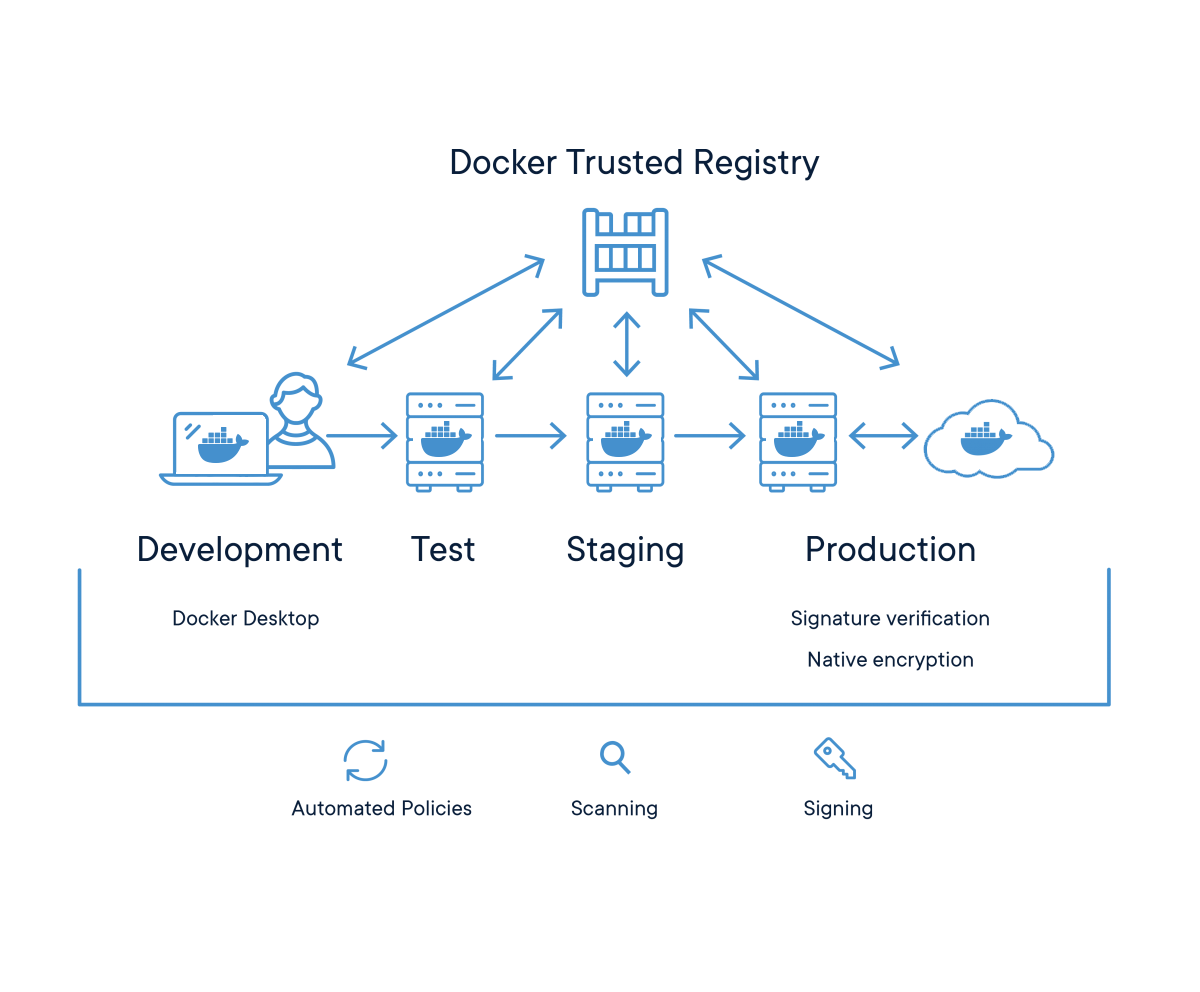 Docker Trusted Registry
Development
Test
Staging
Production
Docker Desktop
Signature verification
Native encryption
Automated Policies
Scanning
Signing